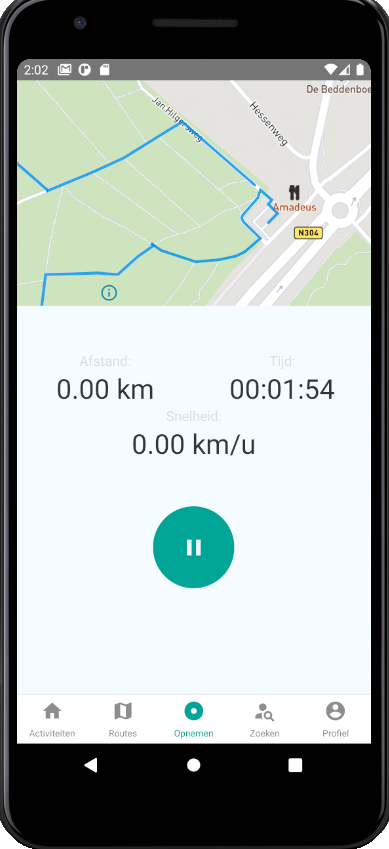 2:02
De Beddenboe
Jan Hilgersweg
Hessenweg
Amadeus
N304
Afstand:
Tijd:
0.00 km
00:01:54
Snelheid:
0.00 km/u
Activiteiten
Routes
Opnemen
Zoeken
Profiel